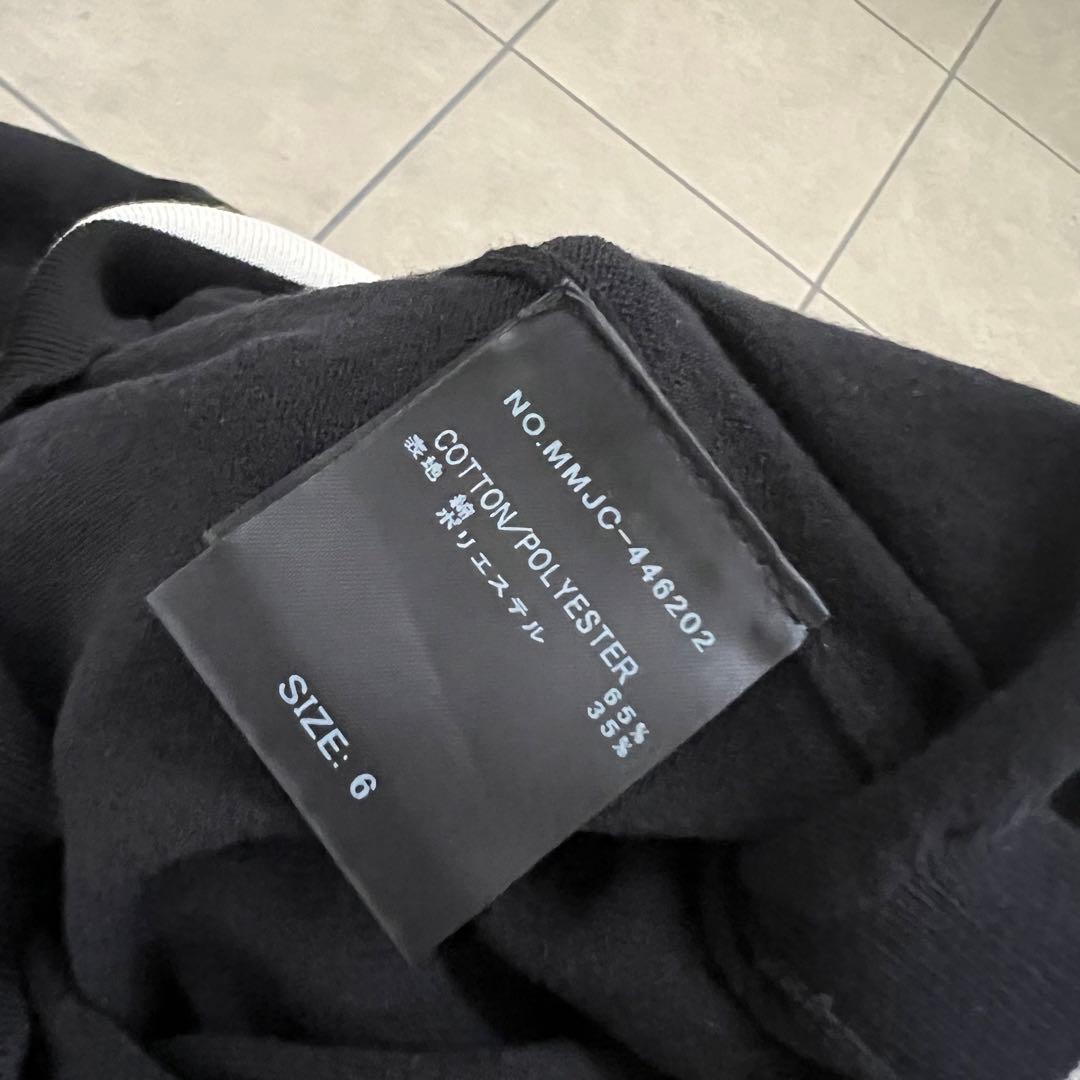 NO.MMJC-446202
COTTON/POLYESTER
表地 綿 65%
ポリエステル 35%
SIZE: 6